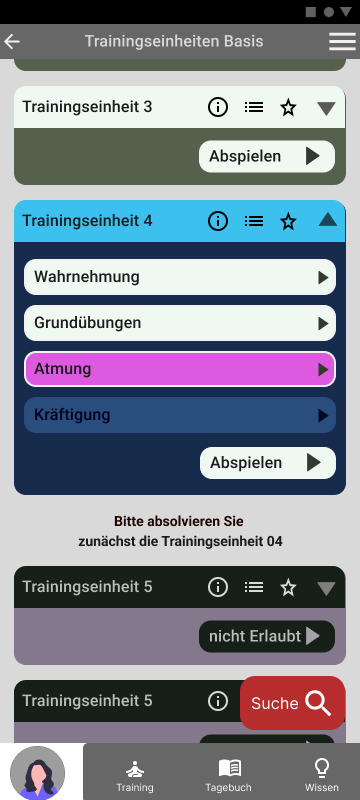 Trainingseinheiten Basis
Trainingseinheit 3
Abspielen
Trainingseinheit 4
Wahrnehmung
Grundübungen
Atmung
Kräftigung
Abspielen
Bitte absolvieren Sie
zunächst die Trainingseinheit 04
Trainingseinheit 5
nicht Erlaubt
Trainingseinheit 5
Suche
Training
Tagebuch
Wissen